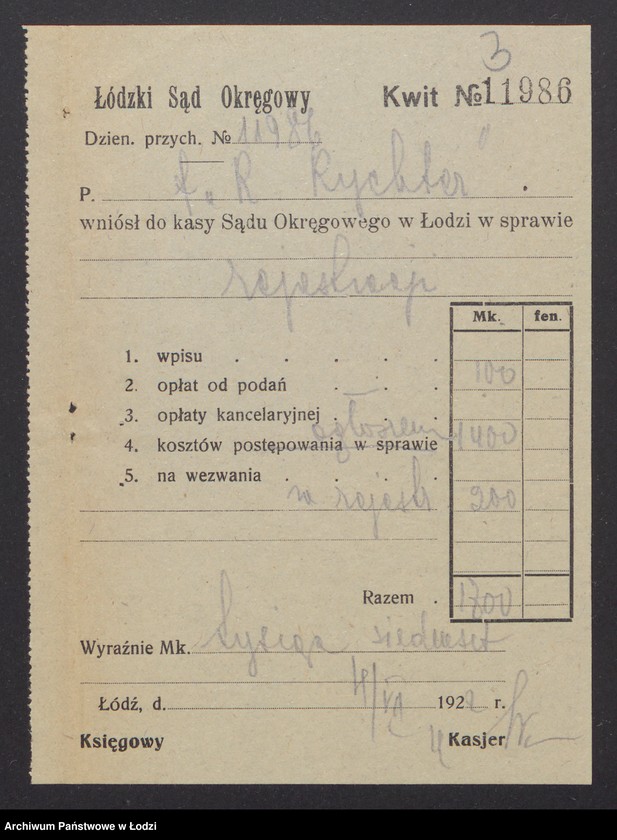 3
Łódzki Sąd Okręgowy Kwit №11986
Dzien. przych. № 11986
P. f. „R. Rychter"
wniósł do kasy Sądu Okręgowego w Łodzi w sprawie
rejestracji
Mk. fen.
1. wpisu . . . . .
2. opłat od podań . . . 100
3. opłaty kancelaryjnej . . .
ogłoszenie
4. kosztów postępowania w sprawie 1400
5. na wezwania . . . .
w rejestr 200
Razem . 1700
Wyraźnie Mk. Tysiąc siedemset
Łódź, d. 1922 r.
Księgowy Kasjer
Archiwum Państwowe w Łodzi